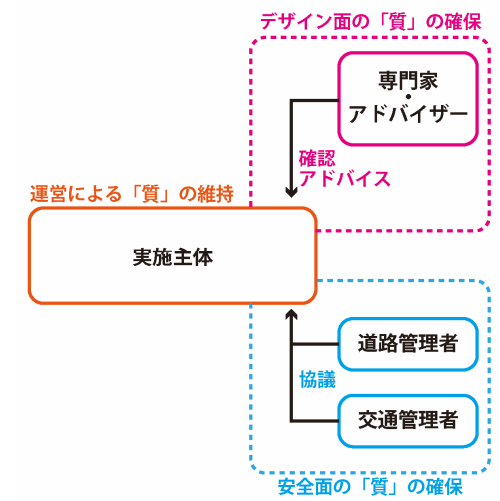 デザイン面の「質」の確保
専門家
・
アドバイザー
確認
アドバイス
運営による「質」の維持
実施主体
道路管理者
協議
交通管理者
安全面の「質」の確保